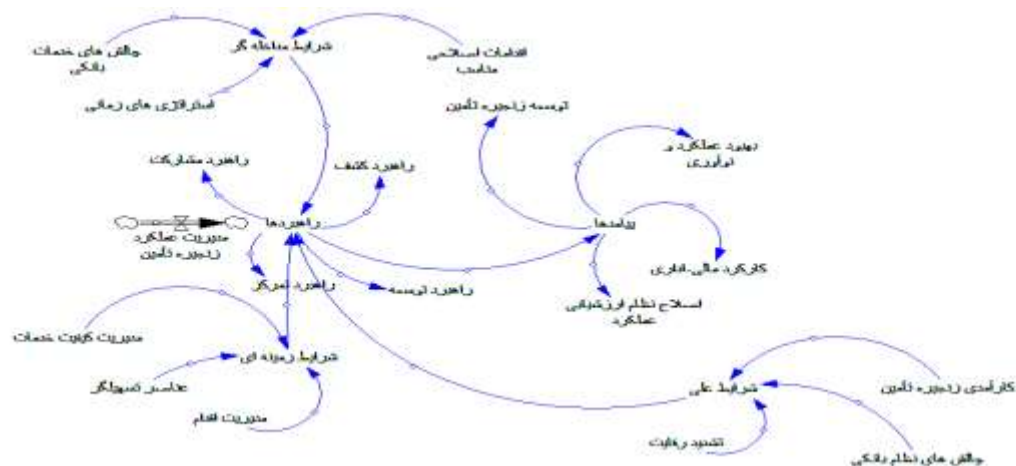 چالش های خدمات
بانکی
شرایط مداخله گر
اقدامات اصلاحی
مناسب
استراتژی های زمانی
توسعه زنجیره تأمین
بهبود عملکرد و
نوآوری
راهبرد مشارکت
راهبرد کشف
راهبردها
پیامدها
مدیریت عملکرد
زنجیره تأمین
کارکرد مالی-اداری
راهبرد تمرکز
راهبرد توسعه
اصلاح نظام ارزشیابی
عملکرد
مدیریت کیفیت خدمات
شرایط زمینه ای
عناصر تسهیلگر
مدیریت اقدام
شرایط علی
کارآمدی زنجیره تأمین
تشدید رقابت
چالش های نظام بانکی